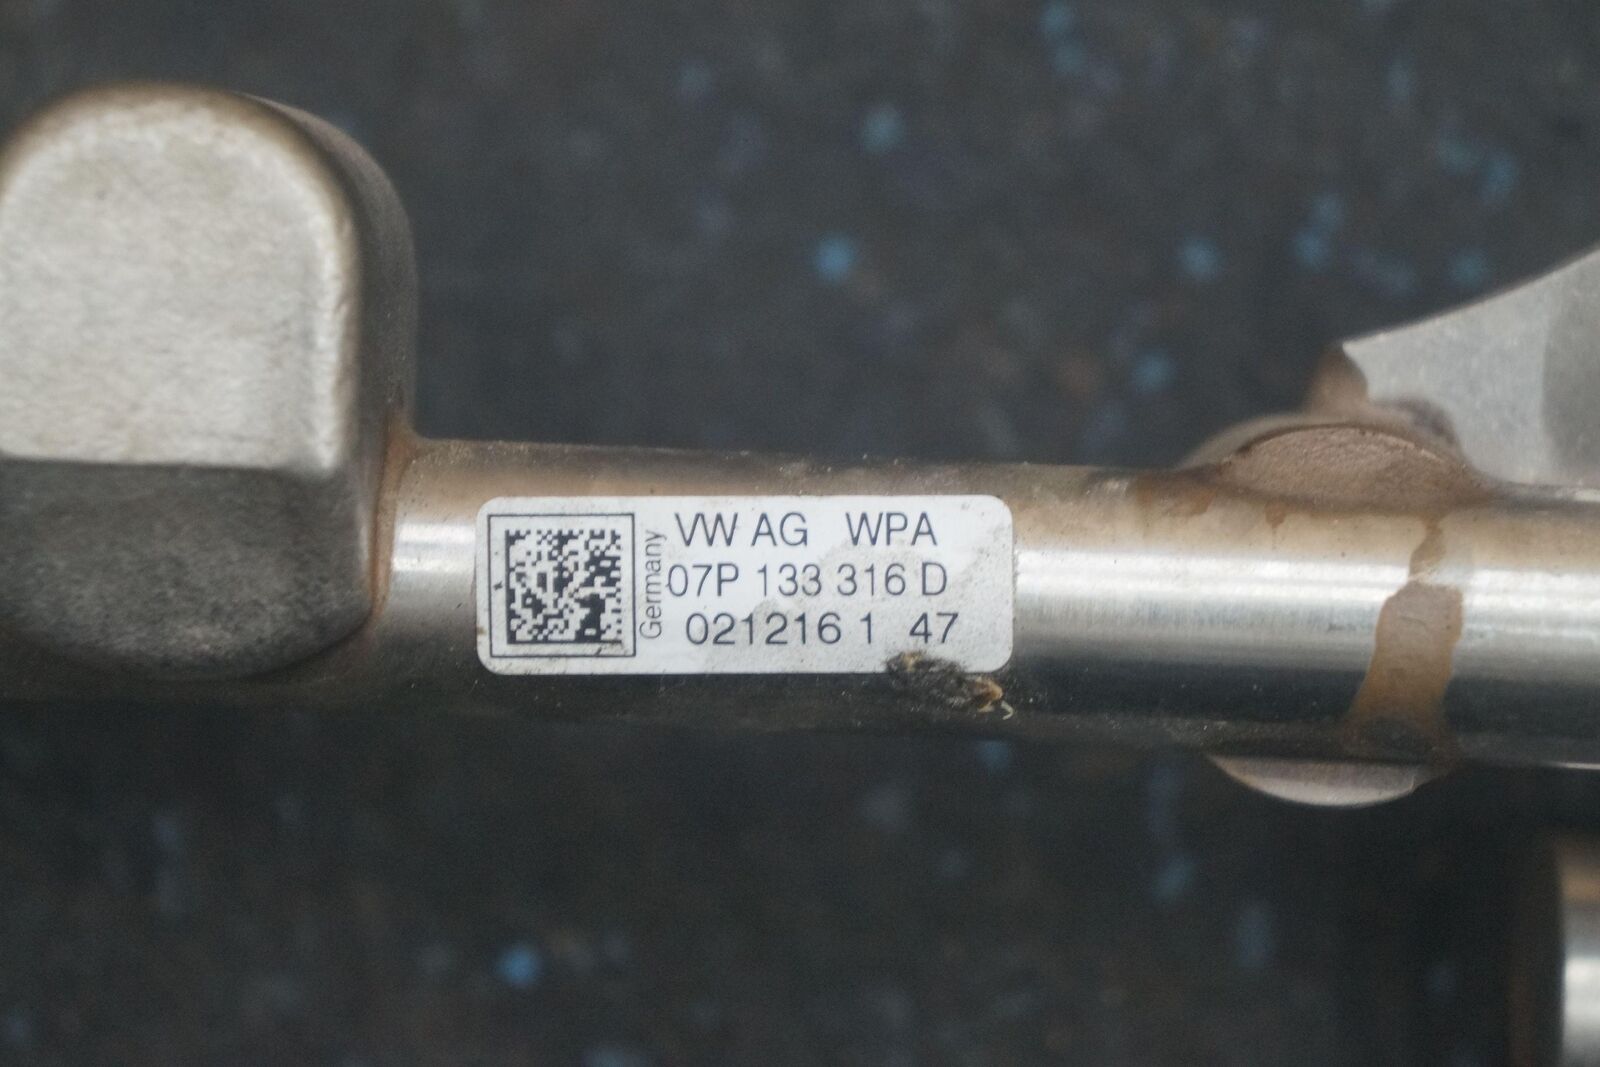 Germany
VW AG WPA
07P 133 316 D
021216 1 47